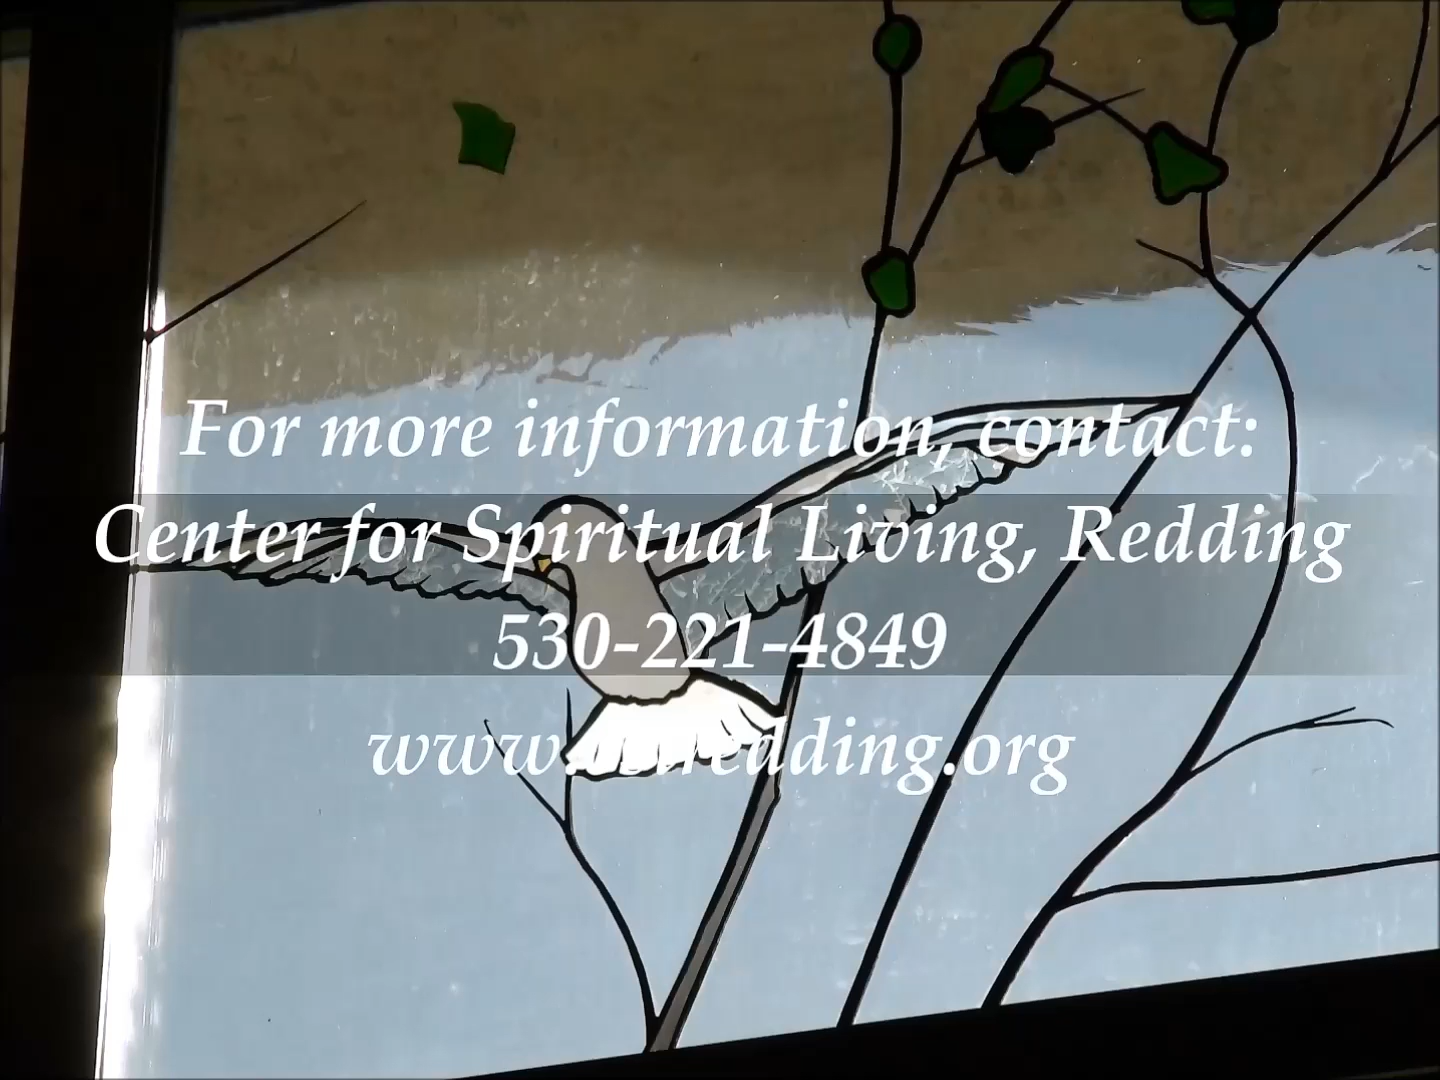 For more information, contact:
Center for Spiritual Living, Redding
530-221-4849